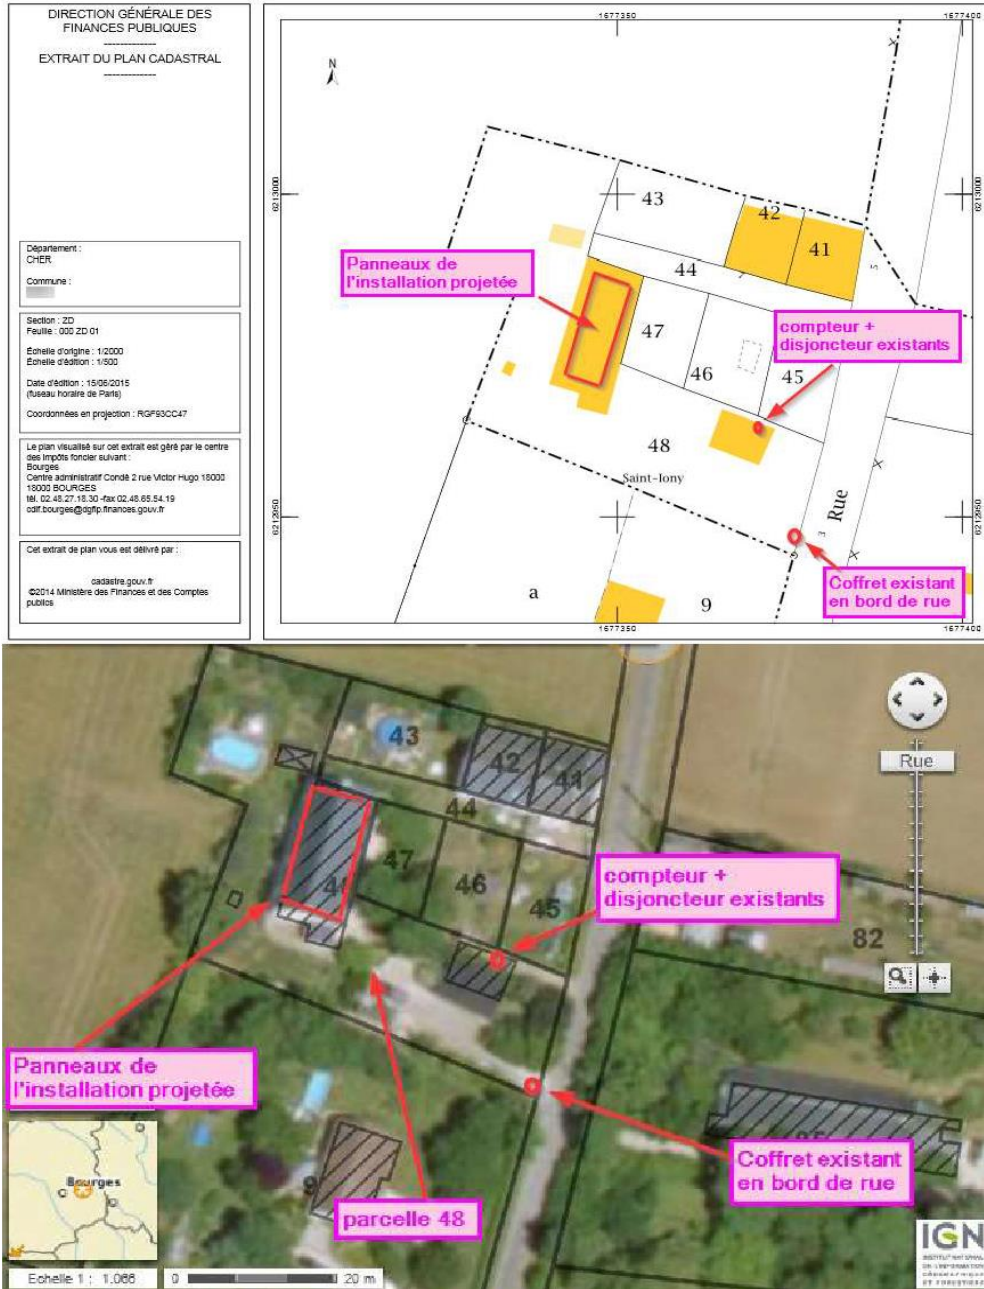 DIRECTION GÉNÉRALE DES
FINANCES PUBLIQUES
-------------
EXTRAIT DU PLAN CADASTRAL
-------------
Département :
CHER
Commune :
Section : ZD
Feuille : 000 ZD 01
Échelle d'origine : 1/2000
Échelle d'édition : 1/500
Date d'édition : 15/06/2015
(fuseau horaire de Paris)
Coordonnées en projection : RGF93CC47
Le plan visualisé sur cet extrait est géré par le centre
des impôts foncier suivant :
Bourges
Centre administratif Condé 2 rue Victor Hugo 18000
18000 BOURGES
tél. 02.48.27.18.30 -fax 02.48.65.54.19
cdif.bourges@dgfip.finances.gouv.fr
Cet extrait de plan vous est délivré par :
cadastre.gouv.fr
©2014 Ministère des Finances et des Comptes
publics
1677350
1677400
N
6213000
43
42
41
44
5
Panneaux de
l'installation projetée
47
46
45
compteur +
disjoncteur existants
48
Saint-Iony
6212950
Rue
3
Coffret existant
en bord de rue
a
9
1677350
1677400
43
42
41
44
47
46
45
Rue
compteur +
disjoncteur existants
82
Panneaux de
l'installation projetée
Bourges
9
parcelle 48
Coffret existant
en bord de rue
IGN
Echelle 1 : 1,066
0
20 m